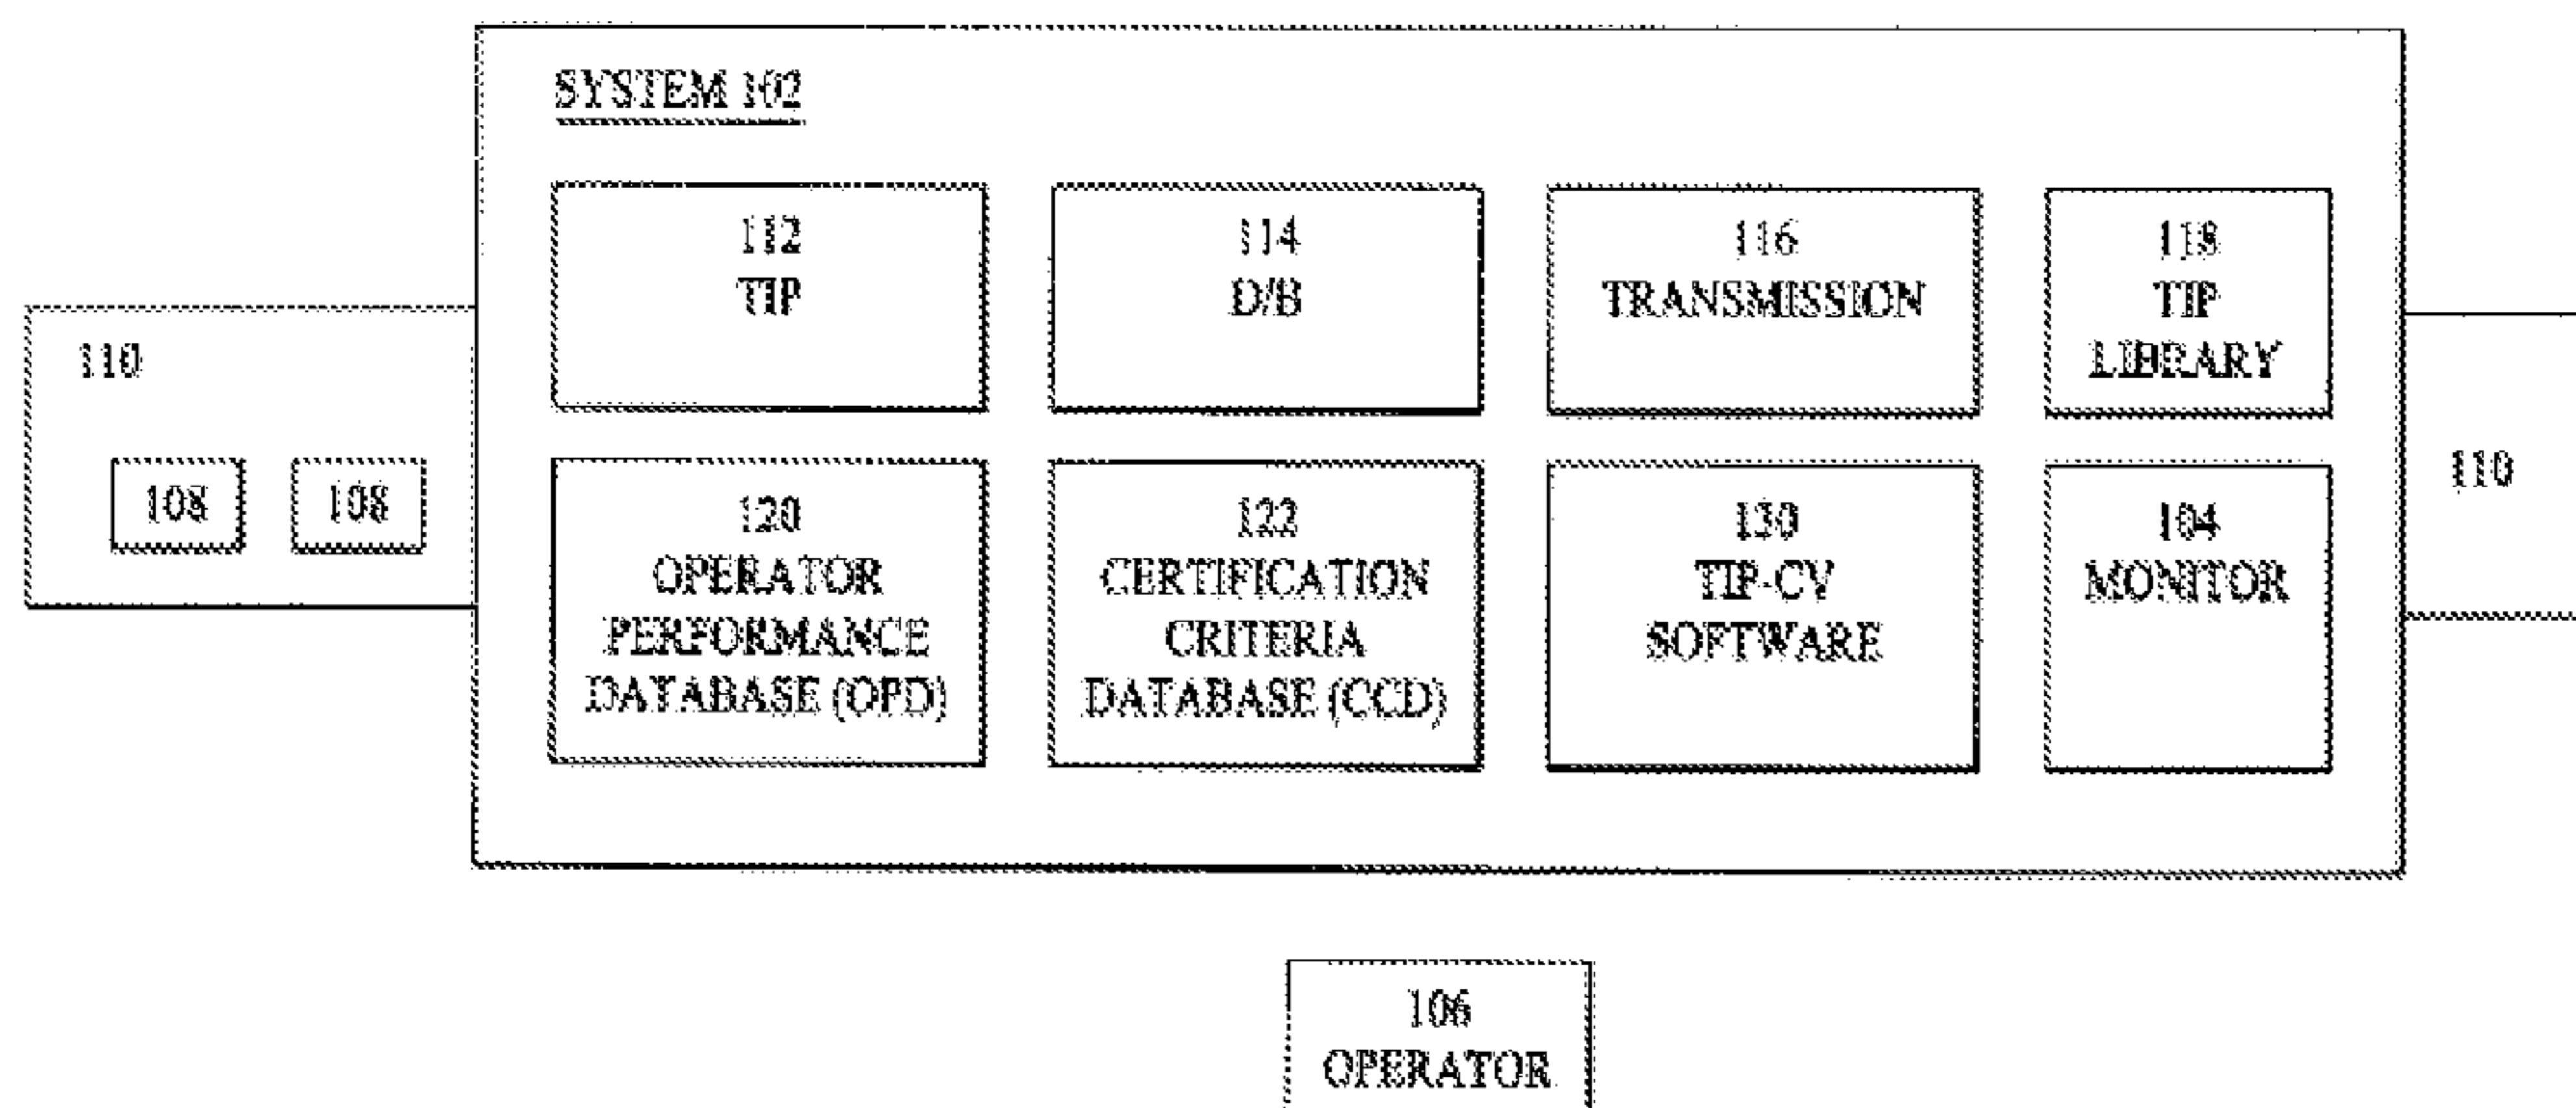 SYSTEM 102
112
TIP
114
D/B
116
TRANSMISSION
118
TIP
LIBRARY
110
108
108
120
OPERATOR
PERFORMANCE
DATABASE (OPD)
122
CERTIFICATION
CRITERIA
DATABASE (CCD)
130
TIP-CV
SOFTWARE
104
MONITOR
110
106
OPERATOR